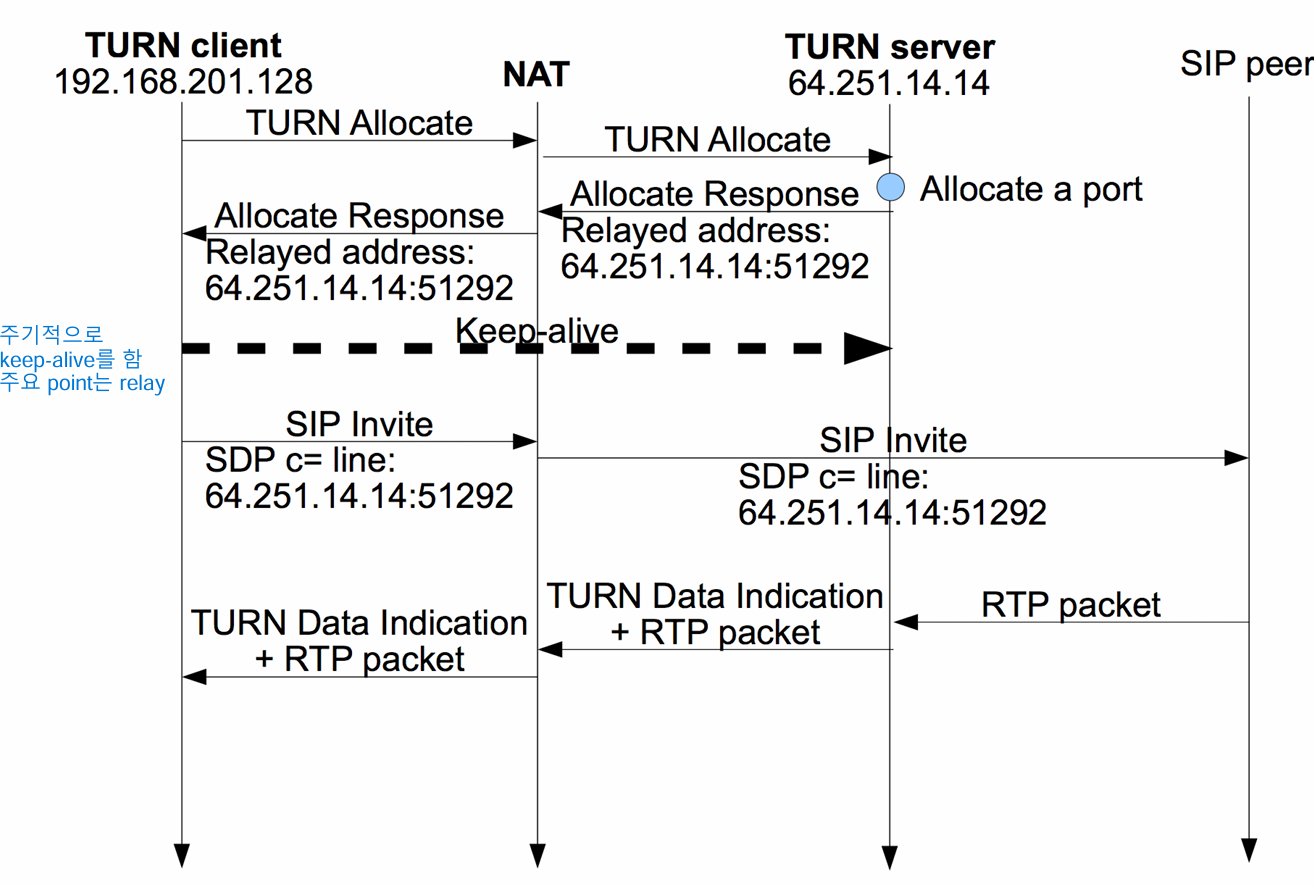 TURN client
192.168.201.128
NAT
TURN server
64.251.14.14
SIP peer
TURN Allocate
TURN Allocate
Allocate a port
Allocate Response
Relayed address:
64.251.14.14:51292
Allocate Response
Relayed address:
64.251.14.14:51292
Keep-alive
주기적으로
keep-alive를 함
주요 point는 relay
SIP Invite
SDP c= line:
64.251.14.14:51292
SIP Invite
SDP c= line:
64.251.14.14:51292
RTP packet
TURN Data Indication
+ RTP packet
TURN Data Indication
+ RTP packet